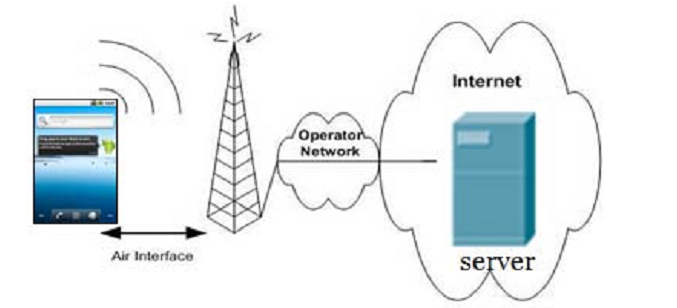 Internet
Operator
Network
server
Air Interface